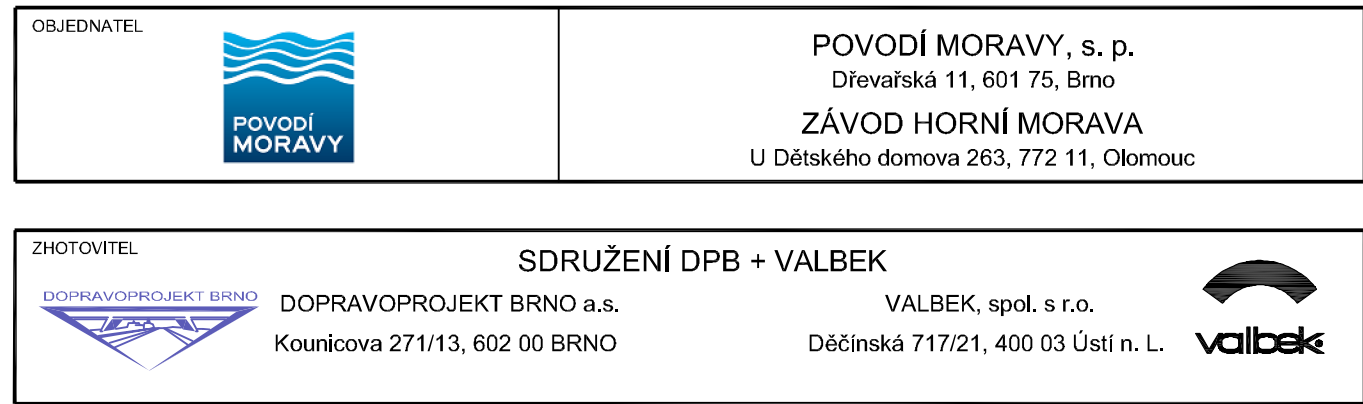 OBJEDNATEL
POVODÍ
MORAVY
POVODÍ MORAVY, s. p.
Dřevařská 11, 601 75, Brno
ZÁVOD HORNÍ MORAVA
U Dětského domova 263, 772 11, Olomouc
ZHOTOVITEL
SDRUŽENÍ DPB + VALBEK
DOPRAVOPROJEKT BRNO
DOPRAVOPROJEKT BRNO a.s.
Kounicova 271/13, 602 00 BRNO
VALBEK, spol. s r.o.
Děčínská 717/21, 400 03 Ústí n. L.
valbek